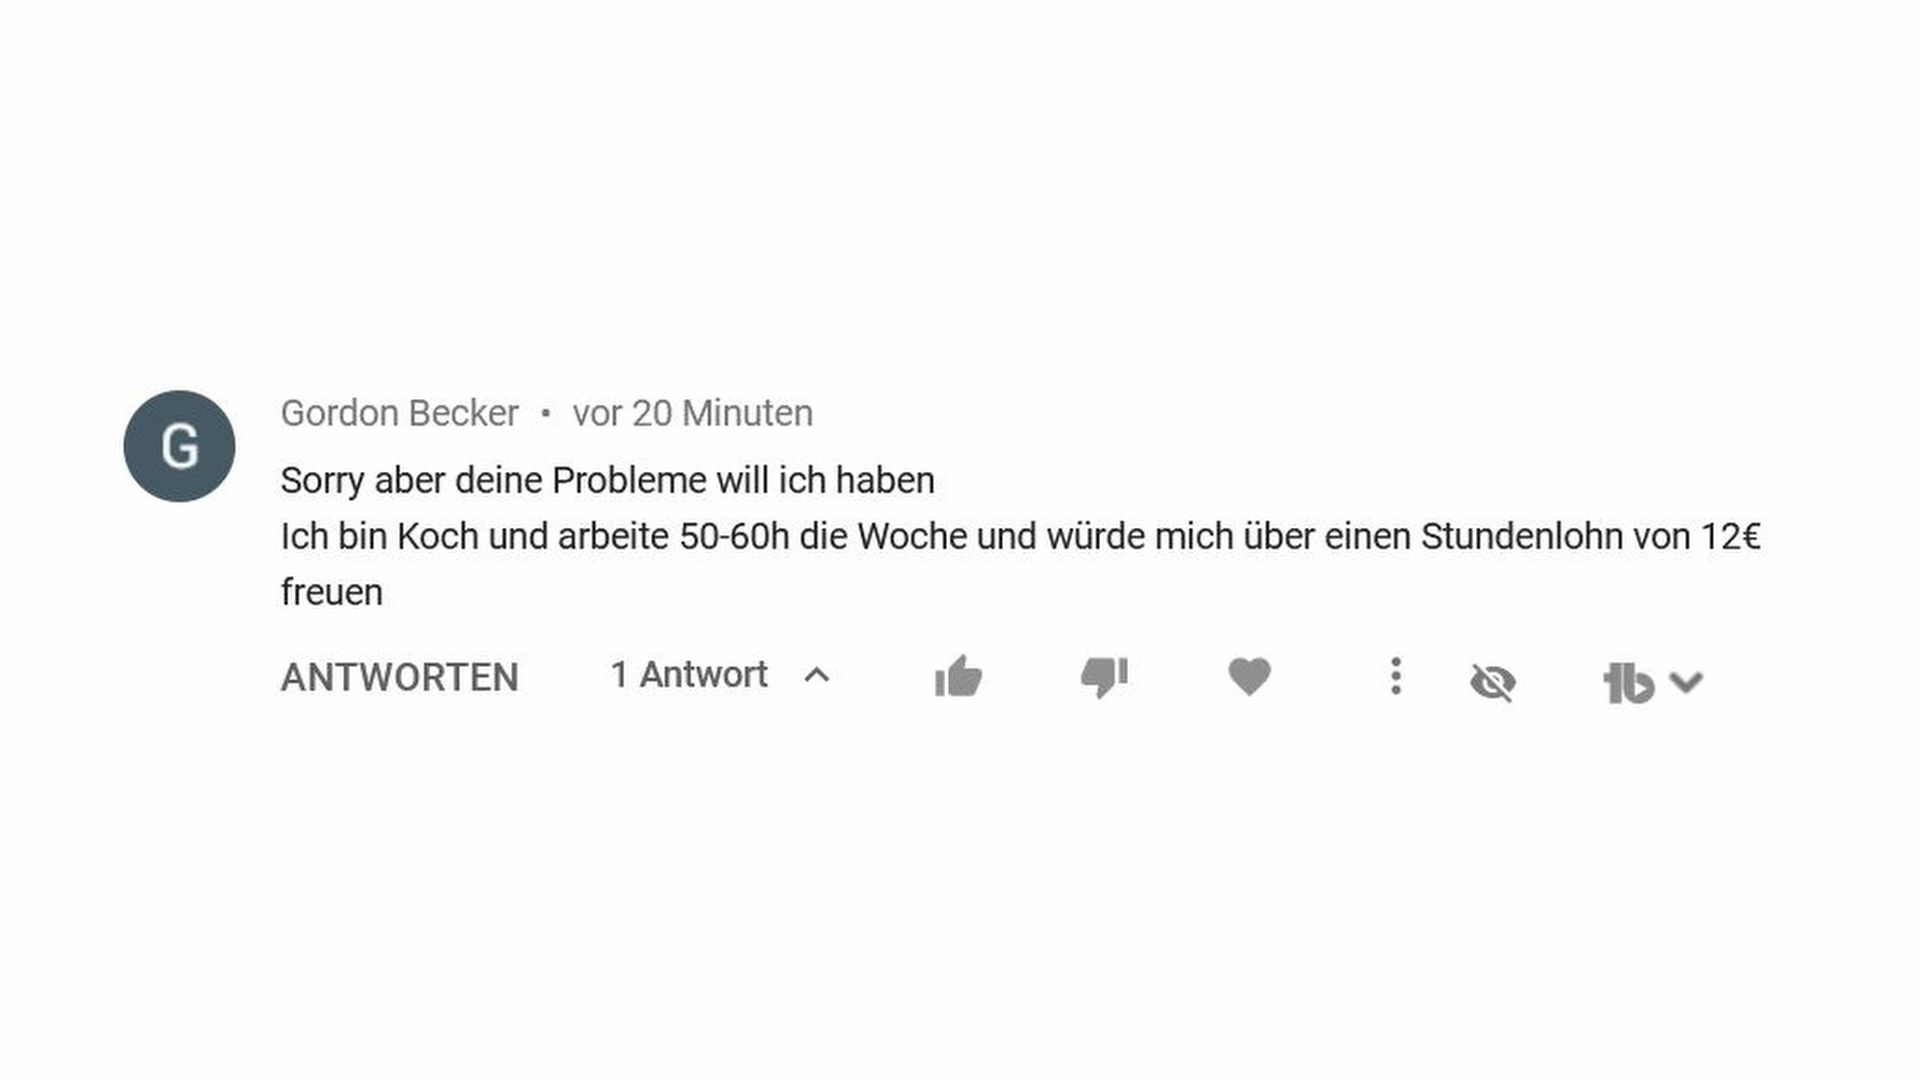 G
Gordon Becker • vor 20 Minuten
Sorry aber deine Probleme will ich haben
Ich bin Koch und arbeite 50-60h die Woche und würde mich über einen Stundenlohn von 12€
freuen
ANTWORTEN 1 Antwort